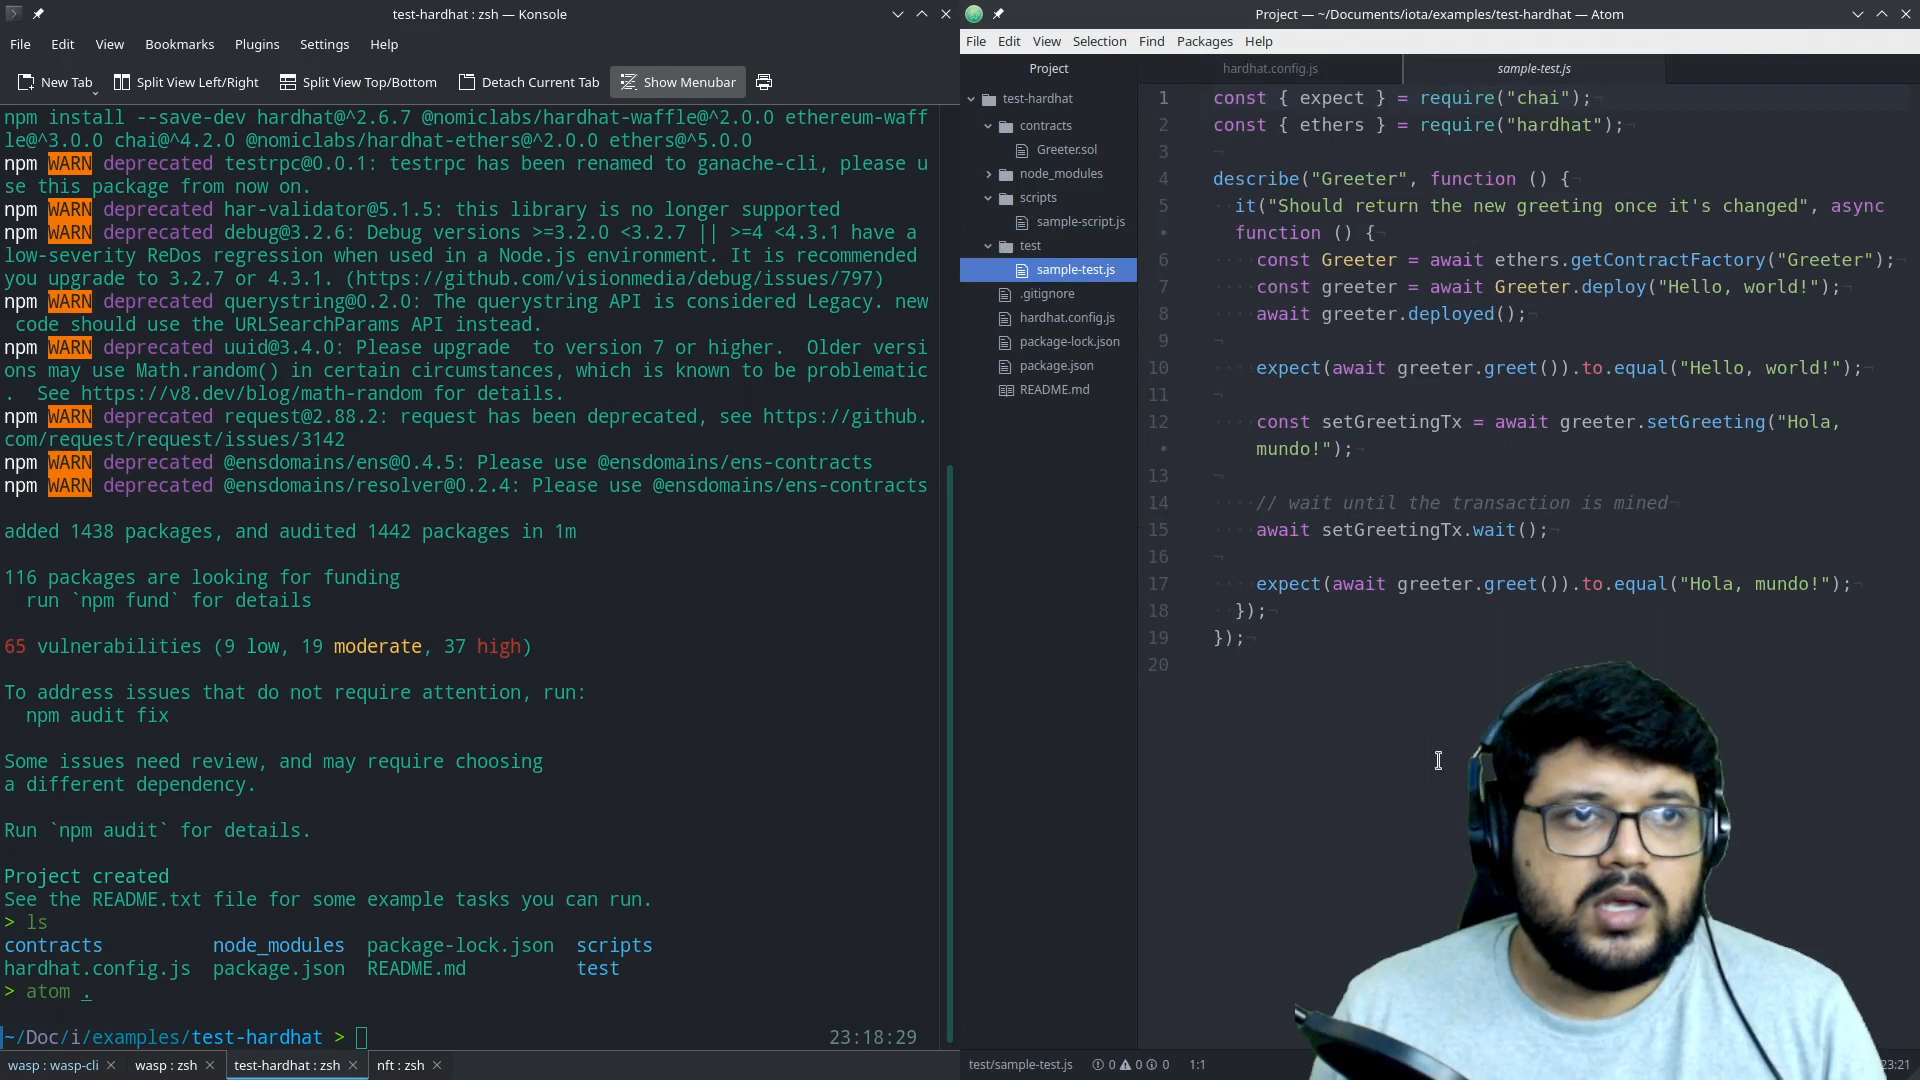 test-hardhat : zsh — Konsole
File Edit View Bookmarks Plugins Settings Help
New Tab Split View Left/Right Split View Top/Bottom Detach Current Tab Show Menubar
npm install --save-dev hardhat@^2.6.7 @nomiclabs/hardhat-waffle@^2.0.0 ethereum-waff
le@^3.0.0 chai@^4.2.0 @nomiclabs/hardhat-ethers@^2.0.0 ethers@^5.0.0
npm WARN deprecated testrpc@0.0.1: testrpc has been renamed to ganache-cli, please u
se this package from now on.
npm WARN deprecated har-validator@5.1.5: this library is no longer supported
npm WARN deprecated debug@3.2.6: Debug versions >=3.2.0 <3.2.7 || >=4 <4.3.1 have a
low-severity ReDos regression when used in a Node.js environment. It is recommended
you upgrade to 3.2.7 or 4.3.1. (https://github.com/visionmedia/debug/issues/797)
npm WARN deprecated querystring@0.2.0: The querystring API is considered Legacy. new
code should use the URLSearchParams API instead.
npm WARN deprecated uuid@3.4.0: Please upgrade  to version 7 or higher.  Older versi
ons may use Math.random() in certain circumstances, which is known to be problematic
.  See https://v8.dev/blog/math-random for details.
npm WARN deprecated request@2.88.2: request has been deprecated, see https://github.
com/request/request/issues/3142
npm WARN deprecated @ensdomains/ens@0.4.5: Please use @ensdomains/ens-contracts
npm WARN deprecated @ensdomains/resolver@0.2.4: Please use @ensdomains/ens-contracts
added 1438 packages, and audited 1442 packages in 1m
116 packages are looking for funding
run `npm fund` for details
65 vulnerabilities (9 low, 19 moderate, 37 high)
To address issues that do not require attention, run:
npm audit fix
Some issues need review, and may require choosing
a different dependency.
Run `npm audit` for details.
Project created
See the README.txt file for some example tasks you can run.
> ls
contracts node_modules package-lock.json scripts
hardhat.config.js package.json README.md test
> atom .
~/Doc/i/examples/test-hardhat > 23:18:29
wasp : wasp-cli wasp : zsh test-hardhat : zsh nft : zsh
Project — ~/Documents/iota/examples/test-hardhat — Atom
File Edit View Selection Find Packages Help
Project
test-hardhat
contracts
Greeter.sol
node_modules
scripts
sample-script.js
test
sample-test.js
.gitignore
hardhat.config.js
package-lock.json
package.json
README.md
hardhat.config.js sample-test.js
1 const { expect } = require("chai");
2 const { ethers } = require("hardhat");
3
4 describe("Greeter", function () {
5 it("Should return the new greeting once it's changed", async
function () {
6 const Greeter = await ethers.getContractFactory("Greeter");
7 const greeter = await Greeter.deploy("Hello, world!");
8 await greeter.deployed();
9
10 expect(await greeter.greet()).to.equal("Hello, world!");
11
12 const setGreetingTx = await greeter.setGreeting("Hola,
mundo!");
13
14 // wait until the transaction is mined
15 await setGreetingTx.wait();
16
17 expect(await greeter.greet()).to.equal("Hola, mundo!");
18 });
19 });
20
test/sample-test.js 0 0 0 1:1 23:21